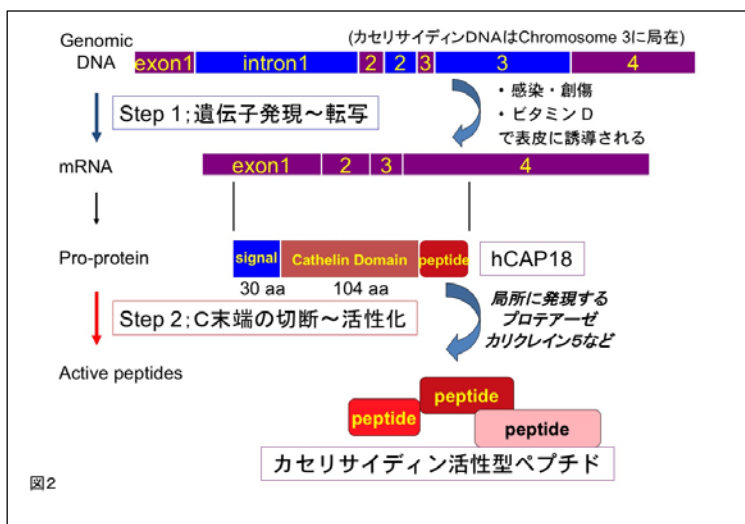 Genomic
DNA
(カセリサイディンDNAはChromosome 3に局在)
exon1 intron1 2 2 3 3 4
Step 1;遺伝子発現～転写
・感染・創傷
・ビタミンD
で表皮に誘導される
mRNA
exon1 2 3 4
Pro-protein
signal Cathelin Domain peptide
hCAP18
30 aa 104 aa
Step 2;C末端の切断～活性化
局所に発現する
プロテアーゼ
カリクレイン5など
Active peptides
peptide
peptide
peptide
カセリサイディン活性型ペプチド
図2